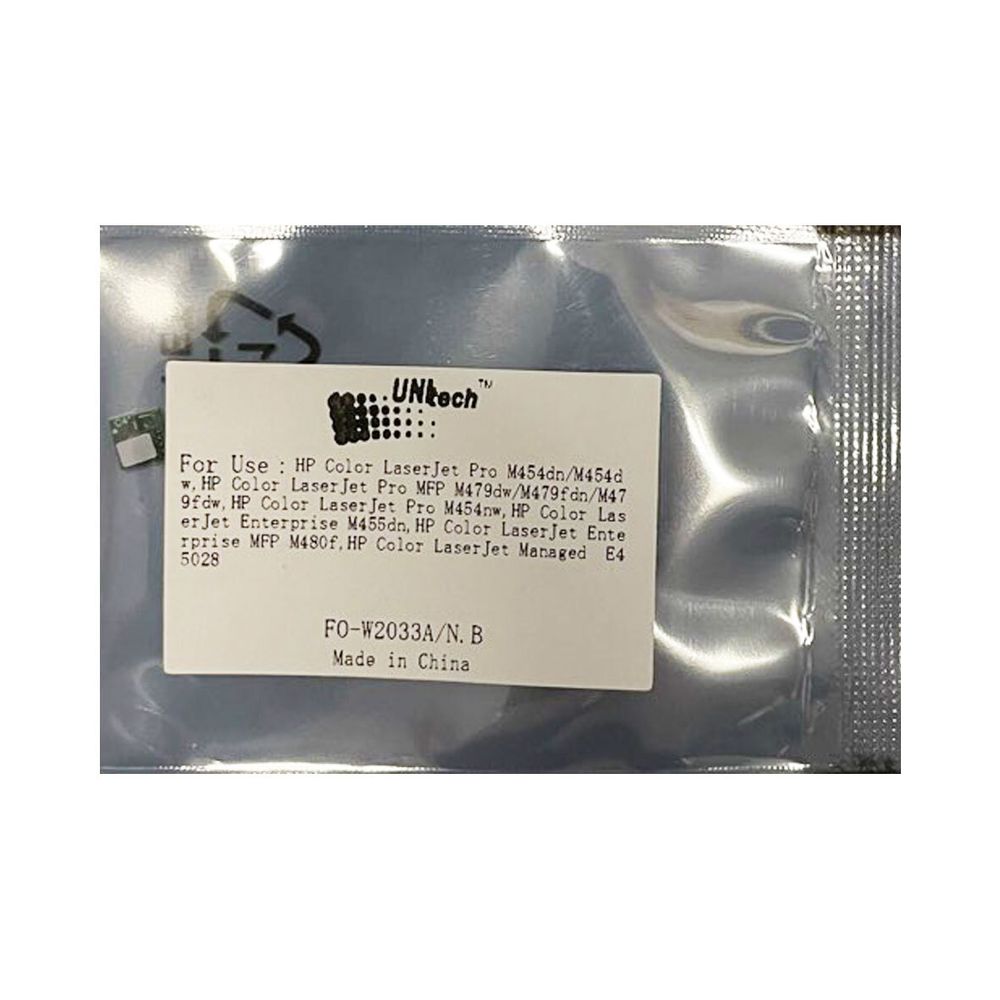 UNItech™
For Use : HP Color LaserJet Pro M454dn/M454d
w,HP Color LaserJet Pro MFP M479dw/M479fdn/M47
9fdw,HP Color LaserJet Pro M454nw,HP Color Las
erJet Enterprise M455dn,HP Color LaserJet Ente
rprise MFP M480f,HP Color LaserJet Managed E4
5028
FO-W2033A/N.B
Made in China